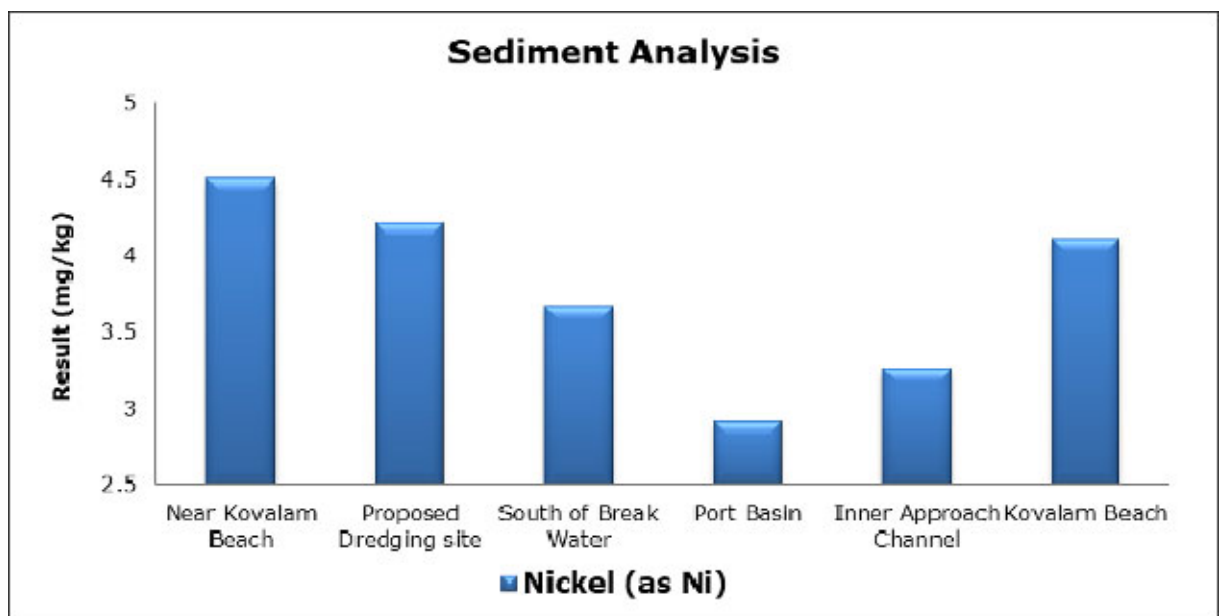 Sediment Analysis
5
4.5
4
3.5
3
2.5
Result (mg/kg)
Near Kovalam
Beach
Proposed
Dredging site
South of Break
Water
Port Basin
Inner Approach
Channel
Kovalam Beach
Nickel (as Ni)